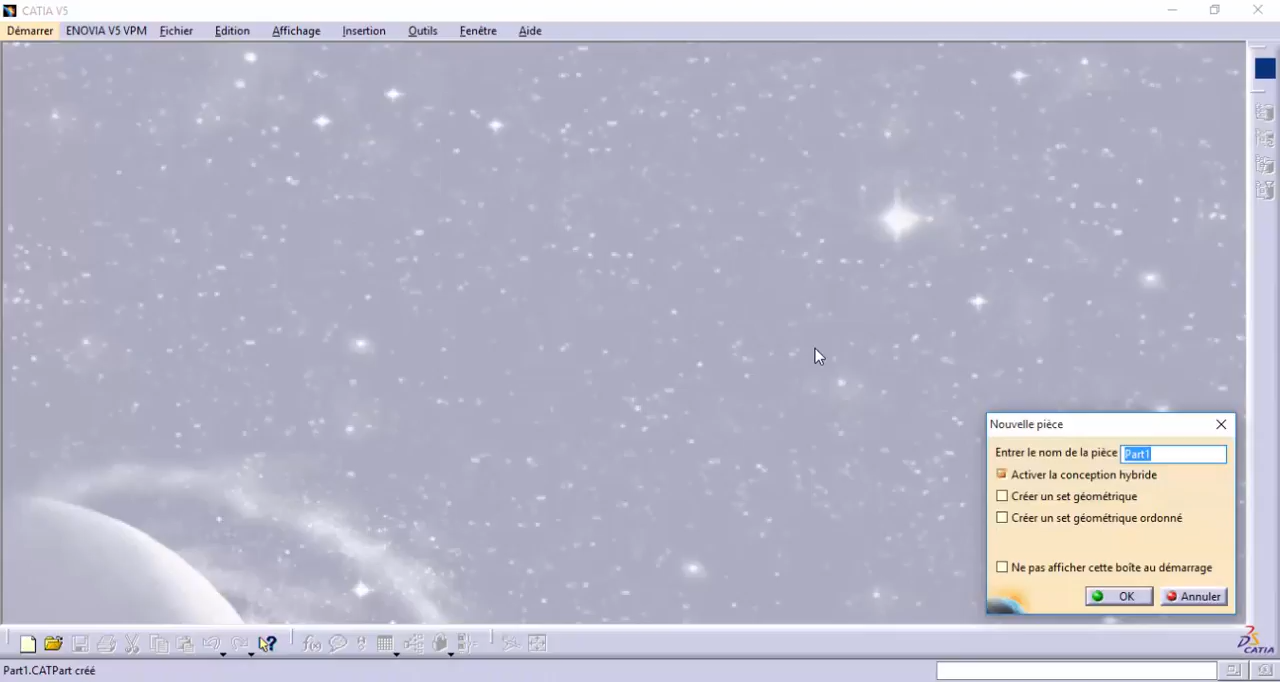 CATIA V5
Démarrer ENOVIA V5 VPM Fichier Edition Affichage Insertion Outils Fenêtre Aide
Nouvelle pièce
Entrer le nom de la pièce Part1
Activer la conception hybride
Créer un set géométrique
Créer un set géométrique ordonné
Ne pas afficher cette boîte au démarrage
OK Annuler
f(x)
CATIA
Part1.CATPart créé